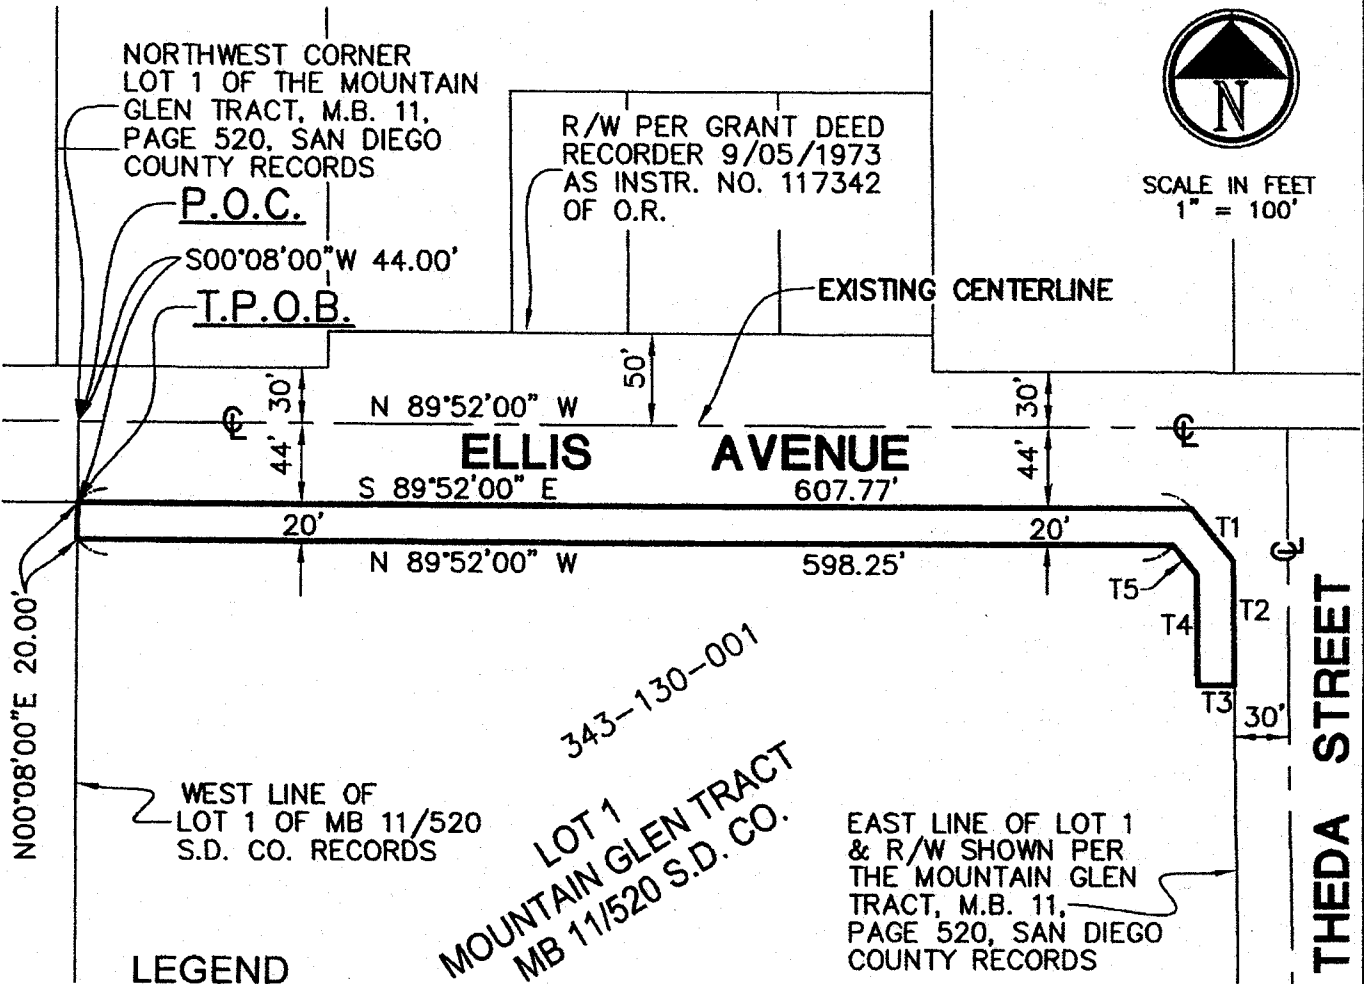 NORTHWEST CORNER
LOT 1 OF THE MOUNTAIN
GLEN TRACT, M.B. 11,
PAGE 520, SAN DIEGO
COUNTY RECORDS
P.O.C.
S00°08'00"W 44.00'
T.P.O.B.
R/W PER GRANT DEED
RECORDER 9/05/1973
AS INSTR. NO. 117342
OF O.R.
N
SCALE IN FEET
1" = 100'
EXISTING CENTERLINE
30'
50'
30'
N 89°52'00" W
CL
CL
44'
ELLIS AVENUE
44'
S 89°52'00" E 607.77'
20'
20'
N 89°52'00" W 598.25'
T1
CL
T5
T2
T4
T3
30'
N00°08'00"E 20.00'
343-130-001
WEST LINE OF
LOT 1 OF MB 11/520
S.D. CO. RECORDS
LOT 1
MOUNTAIN GLEN TRACT
MB 11/520 S.D. CO.
EAST LINE OF LOT 1
& R/W SHOWN PER
THE MOUNTAIN GLEN
TRACT, M.B. 11,
PAGE 520, SAN DIEGO
COUNTY RECORDS
THEDA STREET
LEGEND